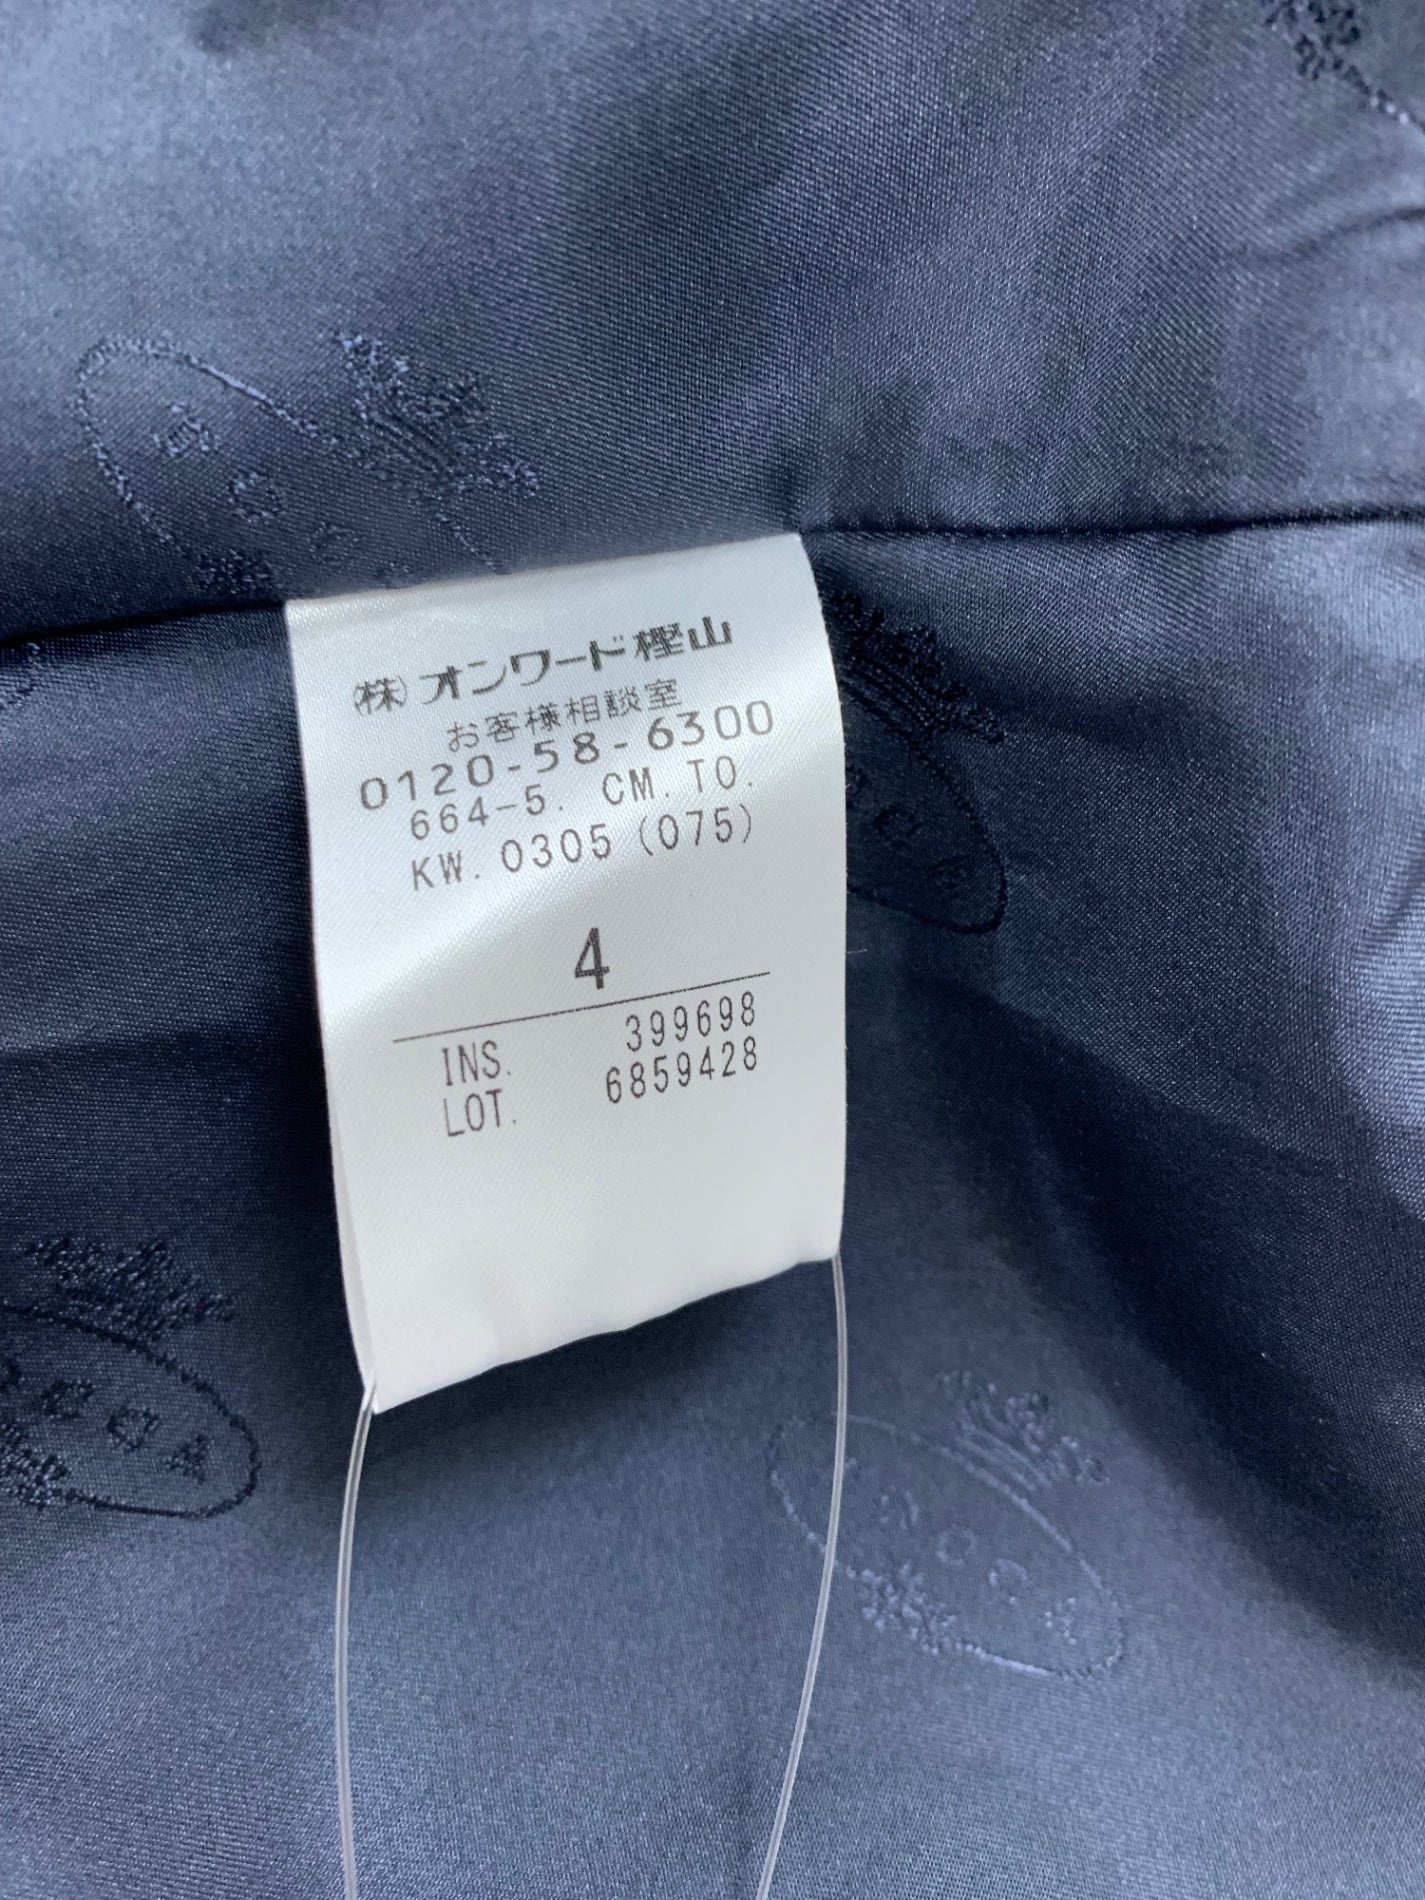 (株)オンワード樫山
お客様相談室
0120-58-6300
664-5. CM. TO.
KW. 0305 (075)
4
INS. 399698
LOT. 6859428